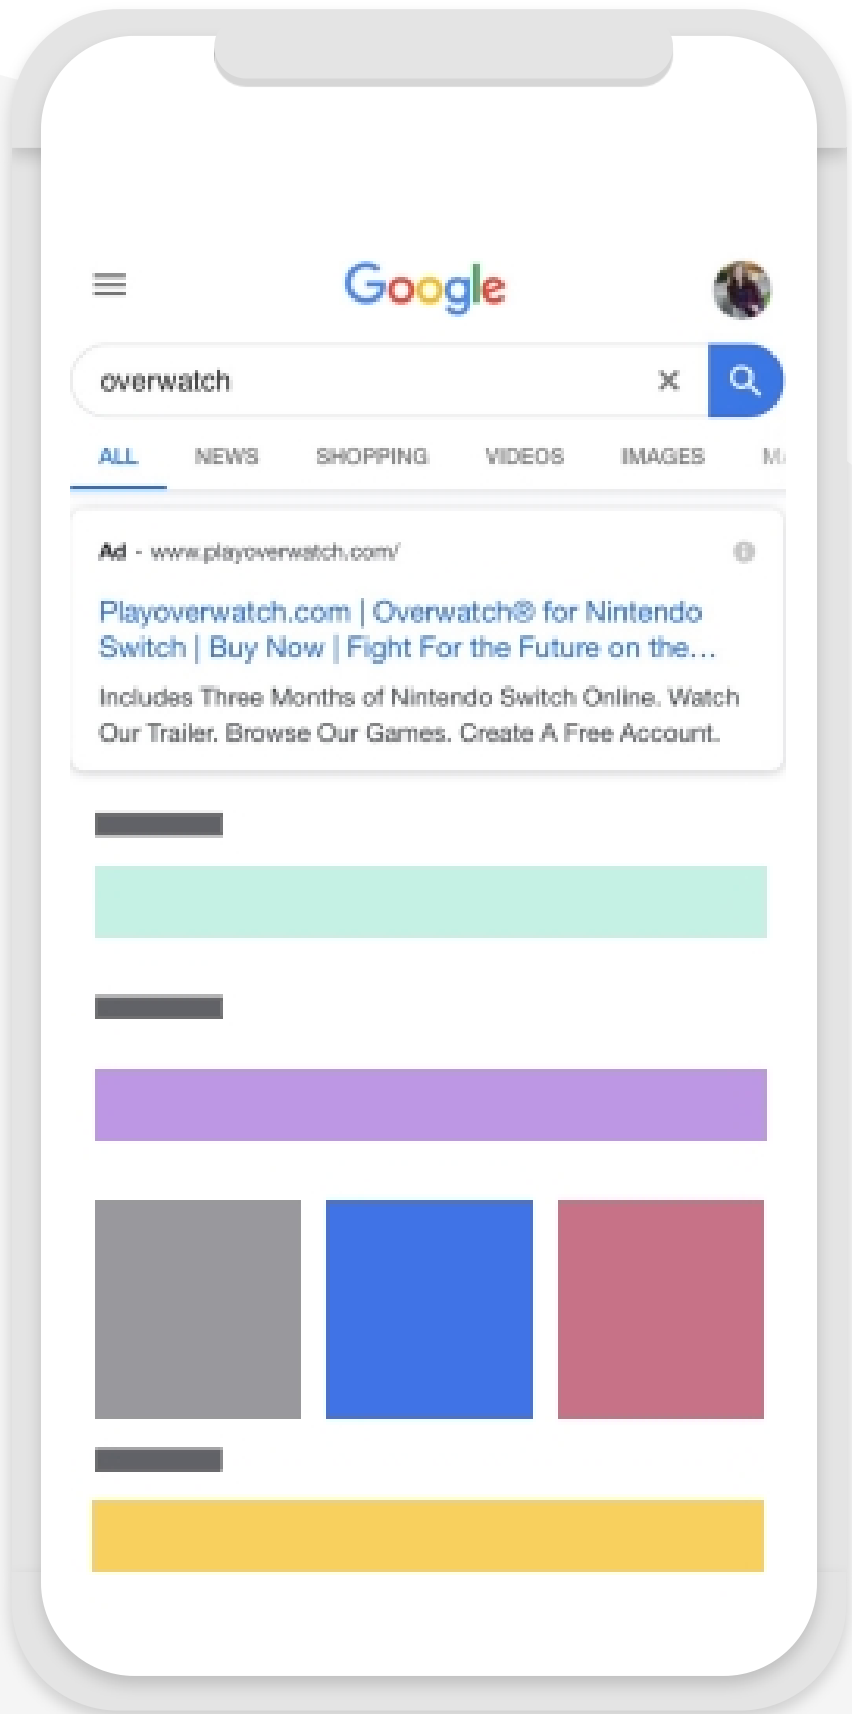 Google
overwatch
ALL NEWS SHOPPING VIDEOS IMAGES
Ad - www.playoverwatch.com/
Playoverwatch.com | Overwatch® for Nintendo
Switch | Buy Now | Fight For the Future on the...
Includes Three Months of Nintendo Switch Online. Watch
Our Trailer. Browse Our Games. Create A Free Account.